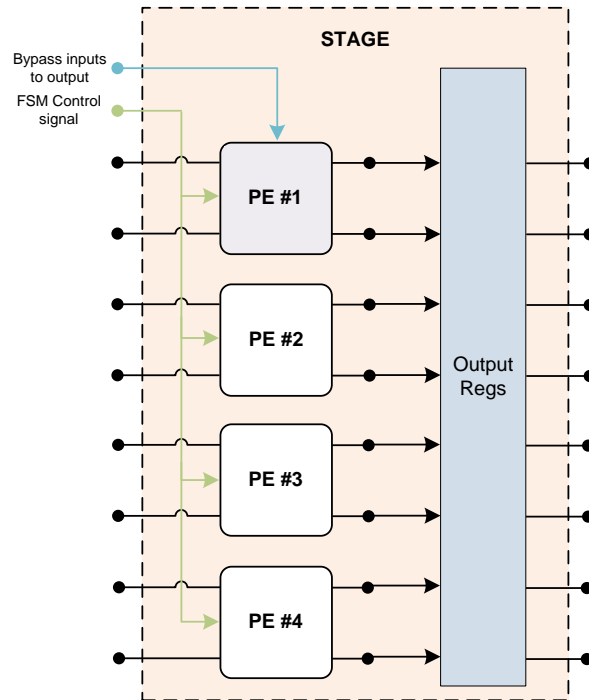 STAGE
Bypass inputs
to output
FSM Control
signal
PE #1
PE #2
PE #3
PE #4
Output
Regs